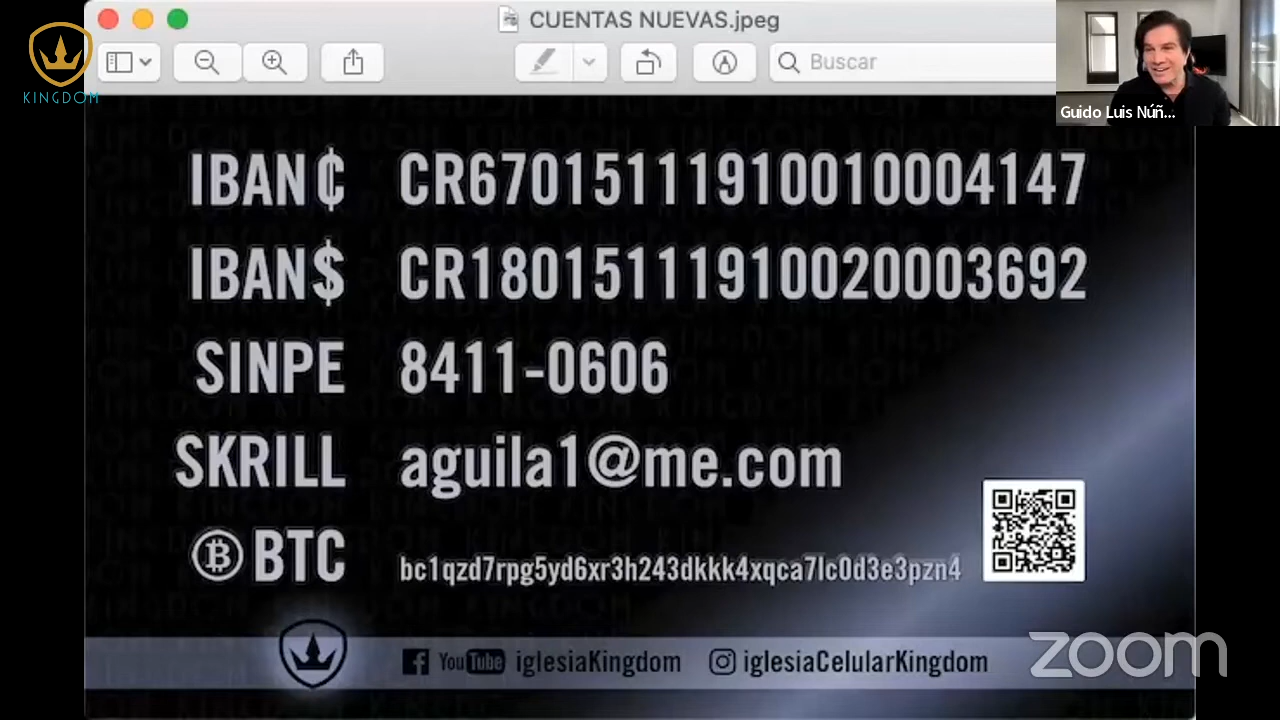 CUENTAS NUEVAS.jpeg
Buscar
KINGDOM
Guido Luis Núñ...
IBAN₡ CR67015111910010004147
IBAN$ CR18015111910020003692
SINPE 8411-0606
SKRILL aguila1@me.com
₿ BTC bc1qzd7rpg5yd6xr3h243dkkk4xqca7lc0d3e3pzn4
YouTube iglesiaKingdom iglesiaCelularKingdom
zoom